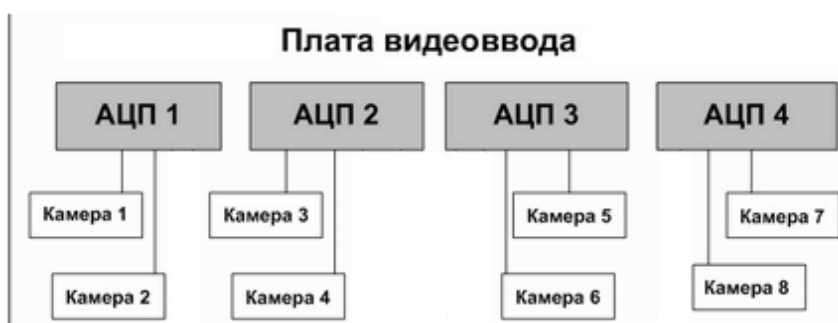 Плата видеоввода
АЦП 1
АЦП 2
АЦП 3
АЦП 4
Камера 1
Камера 3
Камера 5
Камера 7
Камера 2
Камера 4
Камера 6
Камера 8